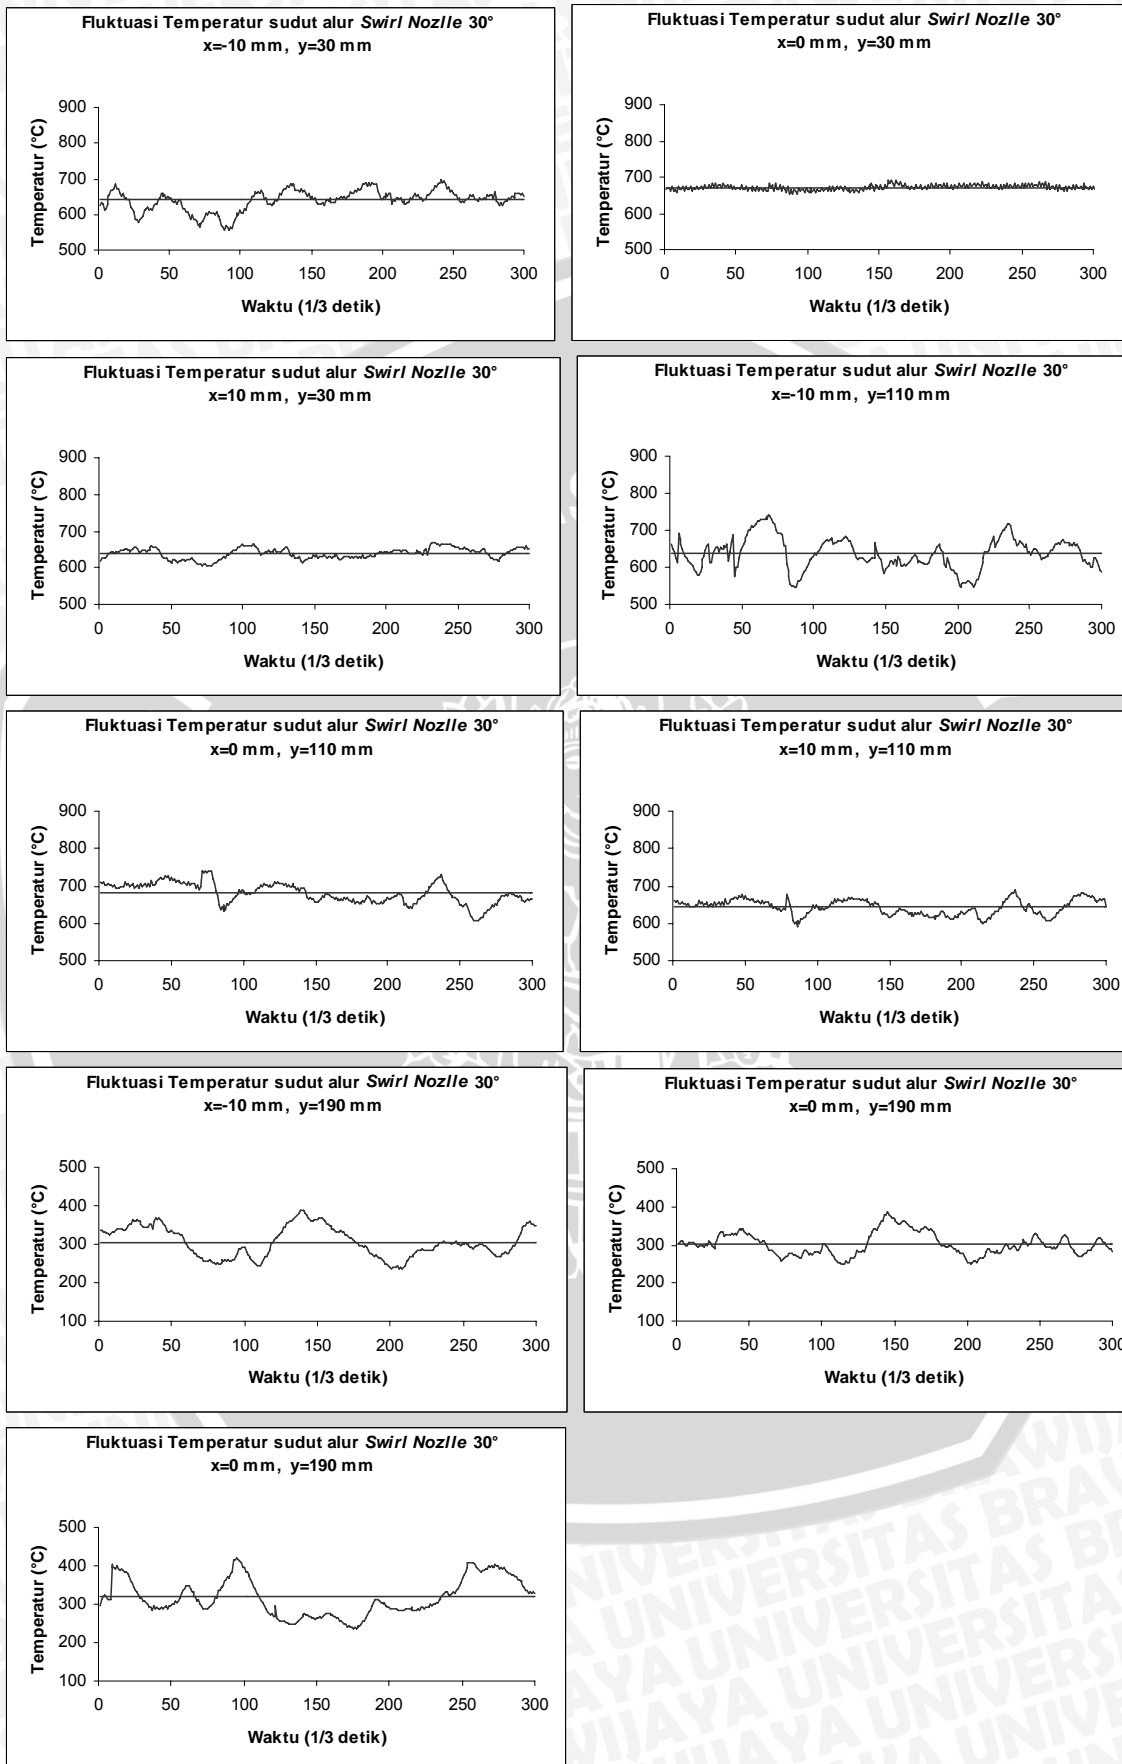 Fluktuasi Temperatur sudut alur Swirl Nozlle 30°
x=-10 mm, y=30 mm
900
800
700
600
500
Temperatur (°C)
0 50 100 150 200 250 300
Waktu (1/3 detik)
Fluktuasi Temperatur sudut alur Swirl Nozlle 30°
x=0 mm, y=30 mm
900
800
700
600
500
Temperatur (°C)
0 50 100 150 200 250 300
Waktu (1/3 detik)
Fluktuasi Temperatur sudut alur Swirl Nozlle 30°
x=10 mm, y=30 mm
900
800
700
600
500
Temperatur (°C)
0 50 100 150 200 250 300
Waktu (1/3 detik)
Fluktuasi Temperatur sudut alur Swirl Nozlle 30°
x=-10 mm, y=110 mm
900
800
700
600
500
Temperatur (°C)
0 50 100 150 200 250 300
Waktu (1/3 detik)
Fluktuasi Temperatur sudut alur Swirl Nozlle 30°
x=0 mm, y=110 mm
900
800
700
600
500
Temperatur (°C)
0 50 100 150 200 250 300
Waktu (1/3 detik)
Fluktuasi Temperatur sudut alur Swirl Nozlle 30°
x=10 mm, y=110 mm
900
800
700
600
500
Temperatur (°C)
0 50 100 150 200 250 300
Waktu (1/3 detik)
Fluktuasi Temperatur sudut alur Swirl Nozlle 30°
x=-10 mm, y=190 mm
500
400
300
200
100
Temperatur (°C)
0 50 100 150 200 250 300
Waktu (1/3 detik)
Fluktuasi Temperatur sudut alur Swirl Nozlle 30°
x=0 mm, y=190 mm
500
400
300
200
100
Temperatur (°C)
0 50 100 150 200 250 300
Waktu (1/3 detik)
Fluktuasi Temperatur sudut alur Swirl Nozlle 30°
x=0 mm, y=190 mm
500
400
300
200
100
Temperatur (°C)
0 50 100 150 200 250 300
Waktu (1/3 detik)